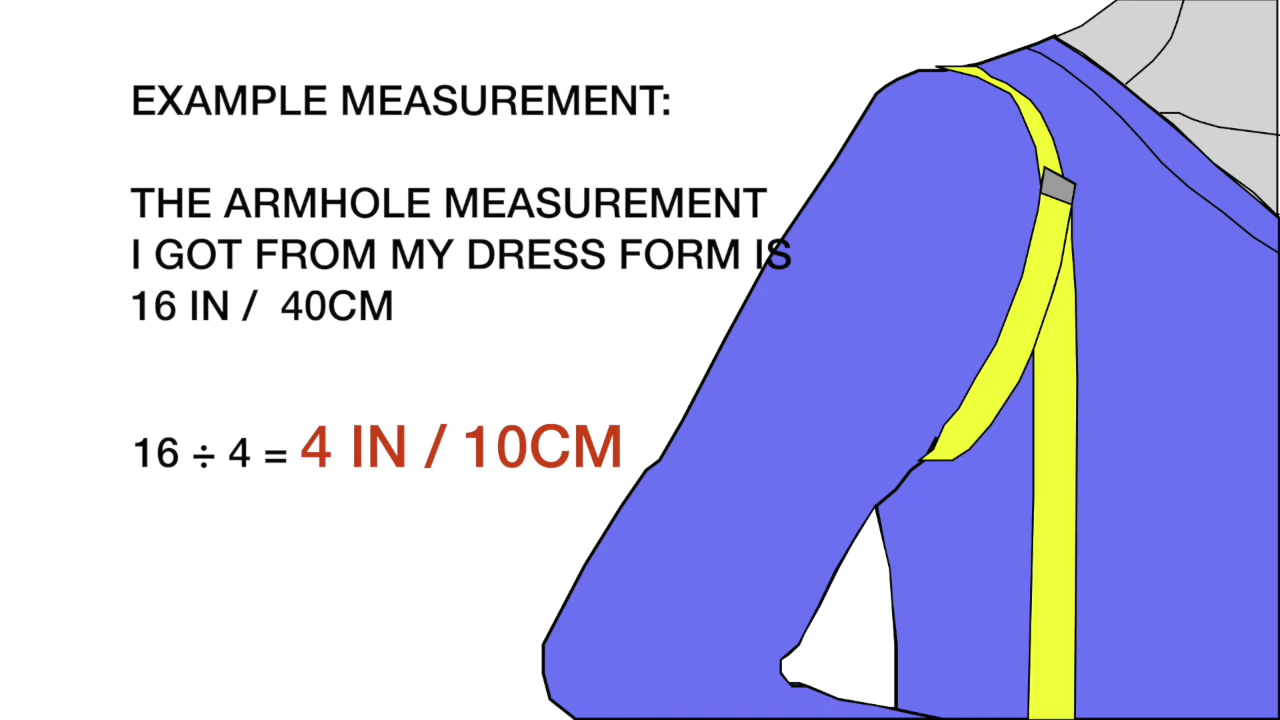 EXAMPLE MEASUREMENT:
THE ARMHOLE MEASUREMENT
I GOT FROM MY DRESS FORM IS
16 IN / 40CM
16 ÷ 4 = 4 IN / 10CM